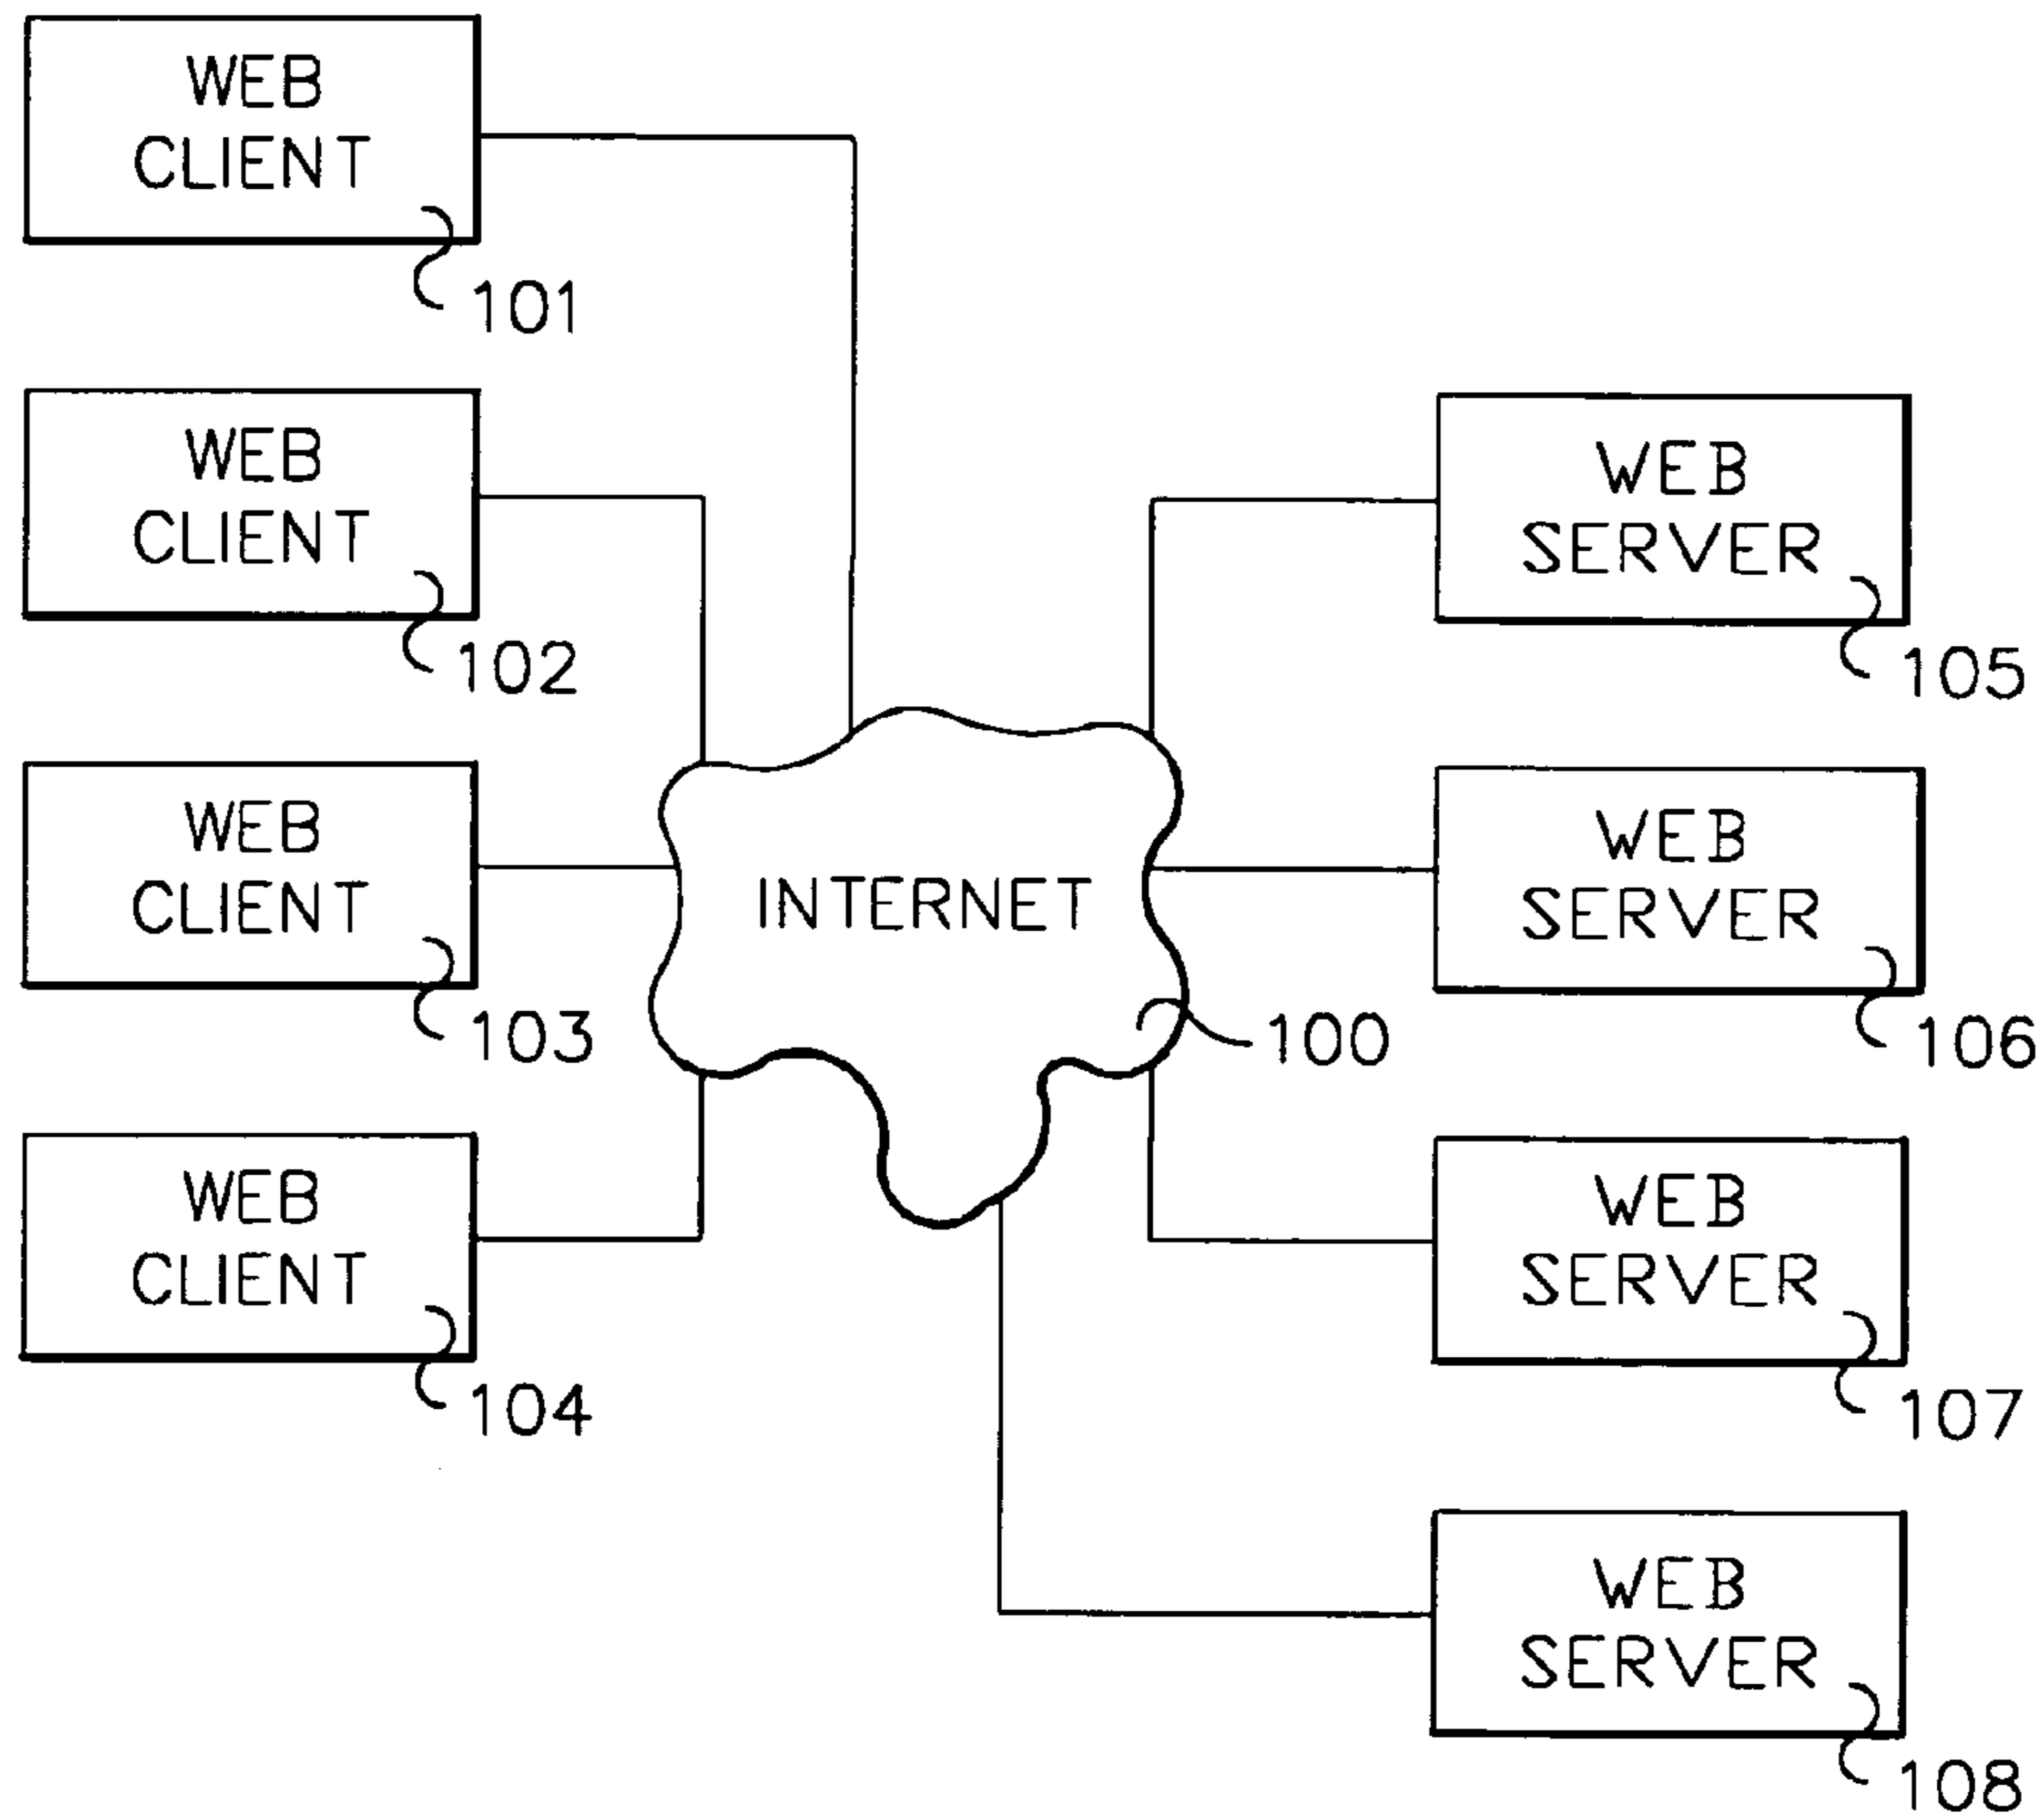 WEB
CLIENT
101
WEB
CLIENT
102
WEB
CLIENT
103
WEB
CLIENT
104
INTERNET
100
WEB
SERVER
105
WEB
SERVER
106
WEB
SERVER
107
WEB
SERVER
108